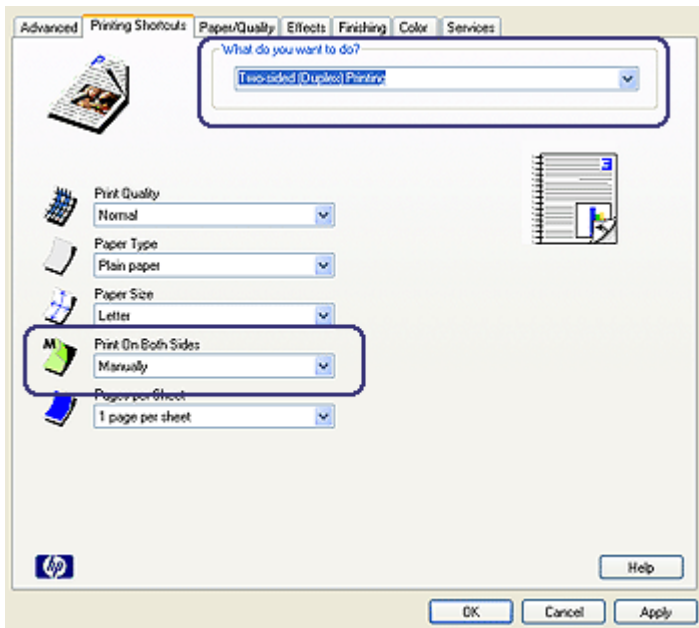 Advanced Printing Shortcuts Paper/Quality Effects Finishing Color Services
What do you want to do?
Two-sided (Duplex) Printing
3
Print Quality
Normal
Paper Type
Plain paper
Paper Size
Letter
M
Print On Both Sides
Manually
Pages per Sheet
1 page per sheet
hp
Help
OK Cancel Apply